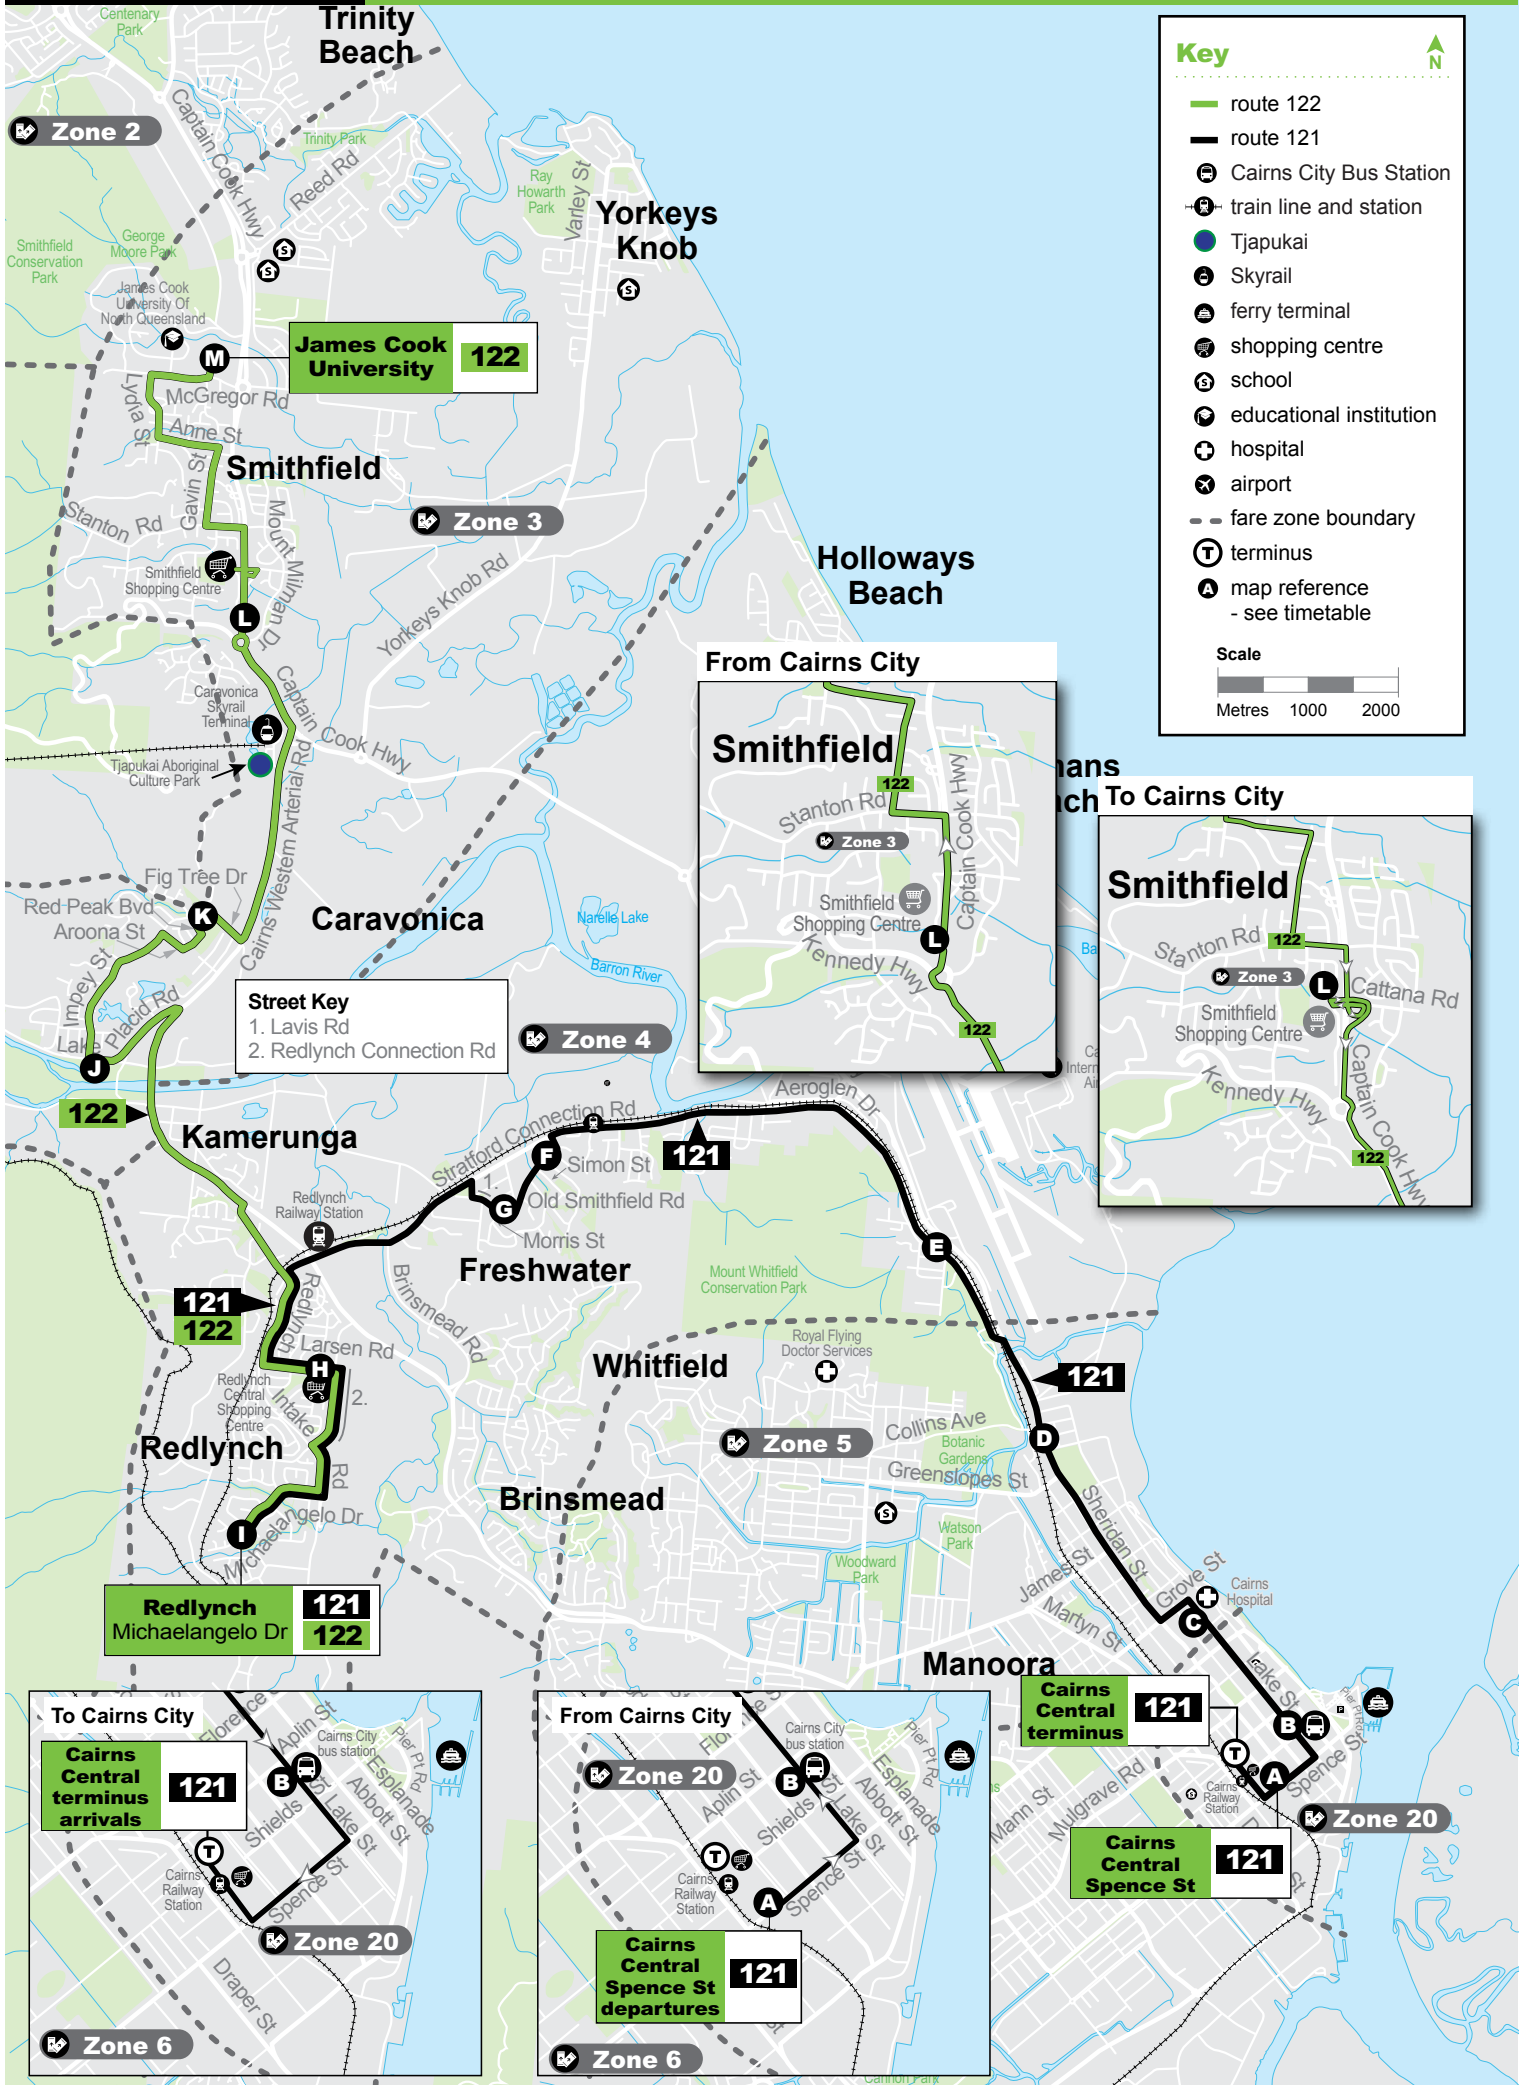 Centenary
Park
Trinity
Beach
Zone 2
Captain Cook Hwy
Trinity Park
Reed Rd
Ray
Howarth
Park
Varley St
Yorkeys
Knob
Smithfield
Conservation
Park
George
Moore Park
James Cook
University Of
North Queensland
M
James Cook
University
122
Lydia St
McGregor Rd
Anne St
Gavin St
Smithfield
Stanton Rd
Mount Milman Dr
Zone 3
Smithfield
Shopping Centre
L
Yorkeys Knob Rd
Holloways
Beach
Caravonica
Skyrail
Terminal
Captain Cook Hwy
Tjapukai Aboriginal
Culture Park
Cairns Western Arterial Rd
Fig Tree Dr
Red Peak Bvd
K
Aroona St
Caravonica
Narelle Lake
Barron River
Impey St
Lake Placid Rd
J
Street Key
1. Lavis Rd
2. Redlynch Connection Rd
Zone 4
122
Kamerunga
Stratford Connection Rd
Aeroglen Dr
F
Simon St
121
1.
G
Old Smithfield Rd
Morris St
Redlynch
Railway Station
Freshwater
E
Mount Whitfield
Conservation Park
Brinsmead Rd
121
122
Redlynch
Larsen Rd
H
Redlynch
Central
Shopping
Centre
Intake
2.
Rd
Redlynch
Whitfield
Royal Flying
Doctor Services
121
Collins Ave
Zone 5
D
Botanic
Gardens
Greenslopes St
Brinsmead
I
Michaelangelo Dr
Watson
Park
Woodward
Park
Sheridan St
James St
Martyn St
Grove St
Cairns
Hospital
C
Redlynch
Michaelangelo Dr
121
122
Manoora
Lake St
Cairns
Central
terminus
121
B
Pier Pt Rd
T
A
Spence St
Cairns
Railway
Station
Mann St
Mulgrave Rd
Zone 20
Cairns
Central
Spence St
121
Key
N
route 122
route 121
Cairns City Bus Station
train line and station
Tjapukai
Skyrail
ferry terminal
shopping centre
school
educational institution
hospital
airport
fare zone boundary
T
terminus
A
map reference
- see timetable
Scale
Metres 1000 2000
From Cairns City
Smithfield
122
Stanton Rd
Captain Cook Hwy
Zone 3
Smithfield
Shopping Centre
L
Kennedy Hwy
122
To Cairns City
Smithfield
Stanton Rd
122
Zone 3
L
Cattana Rd
Smithfield
Shopping Centre
Kennedy Hwy
Captain Cook Hwy
122
To Cairns City
Florence
Aplin St
Cairns City
bus station
Pier Pt Rd
Cairns
Central
terminus
arrivals
121
B
Esplanade
Abbott St
Lake St
Shields St
T
Cairns
Railway
Station
Spence St
Zone 20
Draper St
Zone 6
From Cairns City
Cairns City
bus station
Pier Pt Rd
Zone 20
B
Aplin St
Esplanade
Abbott St
Lake St
Shields St
T
Cairns
Railway
Station
A
Spence St
Cairns
Central
Spence St
departures
121
Zone 6
Cannon Park